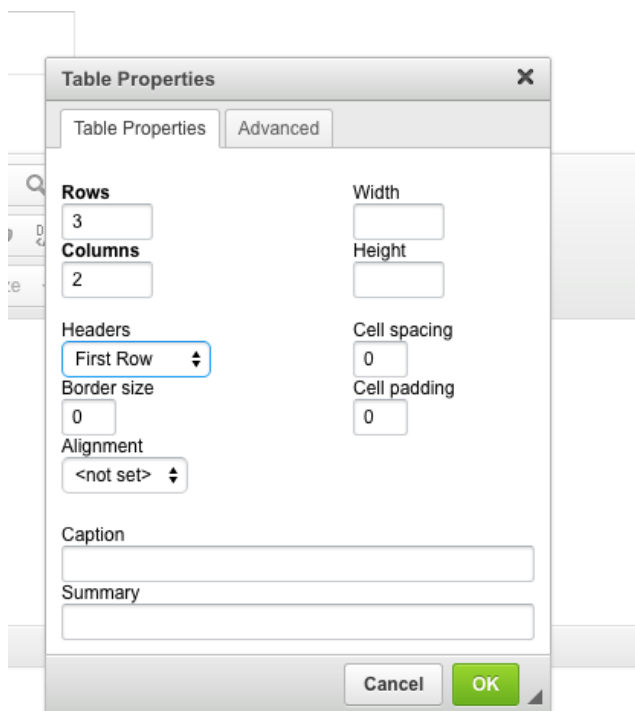 Table Properties
Table Properties Advanced
Rows Width
3
Columns Height
2
Headers Cell spacing
First Row 0
Border size Cell padding
0 0
Alignment
<not set>
Caption
Summary
Cancel OK